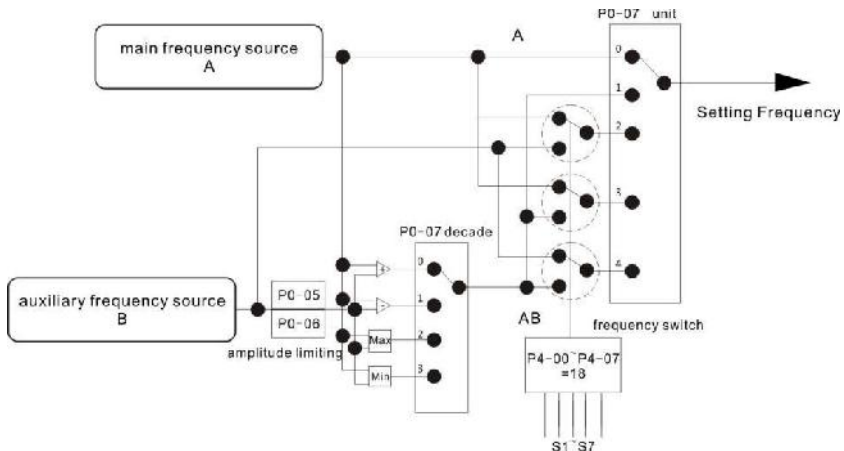 P0-07 unit
main frequency source
A
A
0
1
Setting Frequency
2
3
P0-07 decade
4
0
+
auxiliary frequency source
B
P0-05
P0-06
1
-
AB
frequency switch
amplitude limiting
Max
2
P4-00~P4-07
=18
Min
3
S1~S7